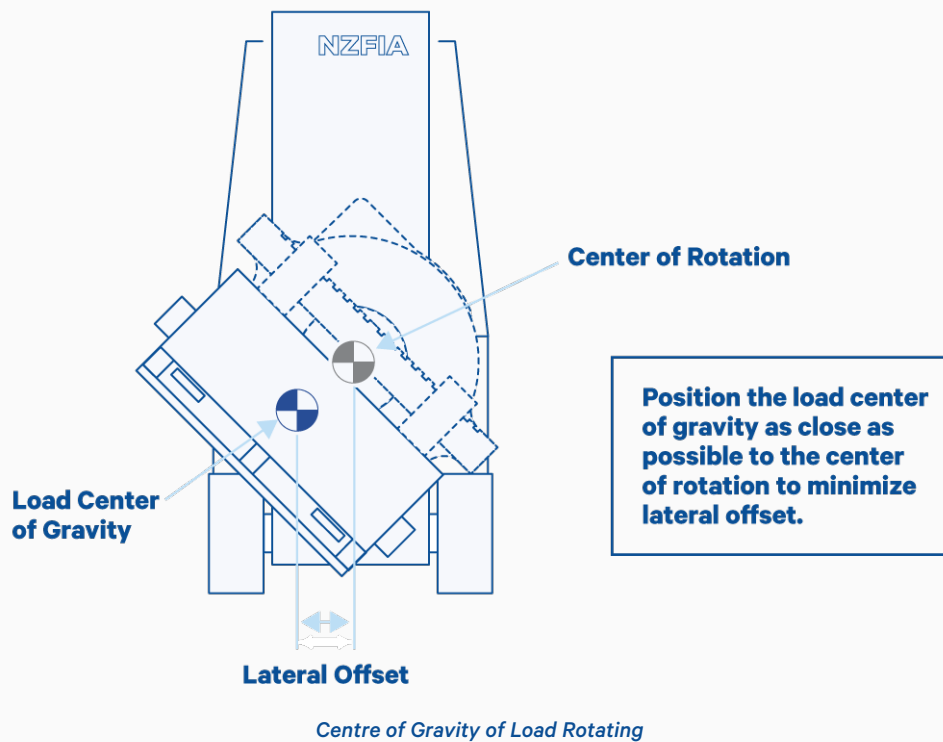 NZFIA
Center of Rotation
Position the load center
of gravity as close as
possible to the center
of rotation to minimize
lateral offset.
Load Center
of Gravity
Lateral Offset
Centre of Gravity of Load Rotating